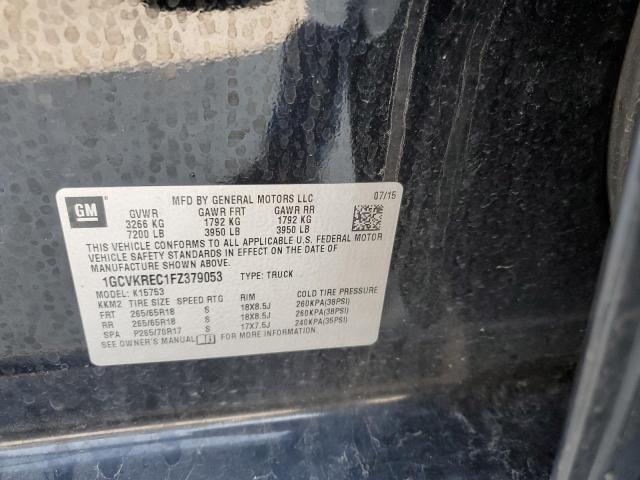 GM
MFD BY GENERAL MOTORS LLC 07/15
GVWR GAWR FRT GAWR RR
3266 KG 1792 KG 1792 KG
7200 LB 3950 LB 3950 LB
THIS VEHICLE CONFORMS TO ALL APPLICABLE U.S. FEDERAL MOTOR
VEHICLE SAFETY STANDARDS IN EFFECT ON THE DATE OF
MANUFACTURE SHOWN ABOVE.
1GCVKREC1FZ379053 TYPE: TRUCK
MODEL: K15753
KKM2 TIRE SIZE SPEED RTG RIM COLD TIRE PRESSURE
FRT 265/65R18 S 18X8.5J 260KPA(38PSI)
RR 265/65R18 S 18X8.5J 260KPA(38PSI)
SPA P265/70R17 S 17X7.5J 240KPA(35PSI)
SEE OWNER'S MANUAL FOR MORE INFORMATION.